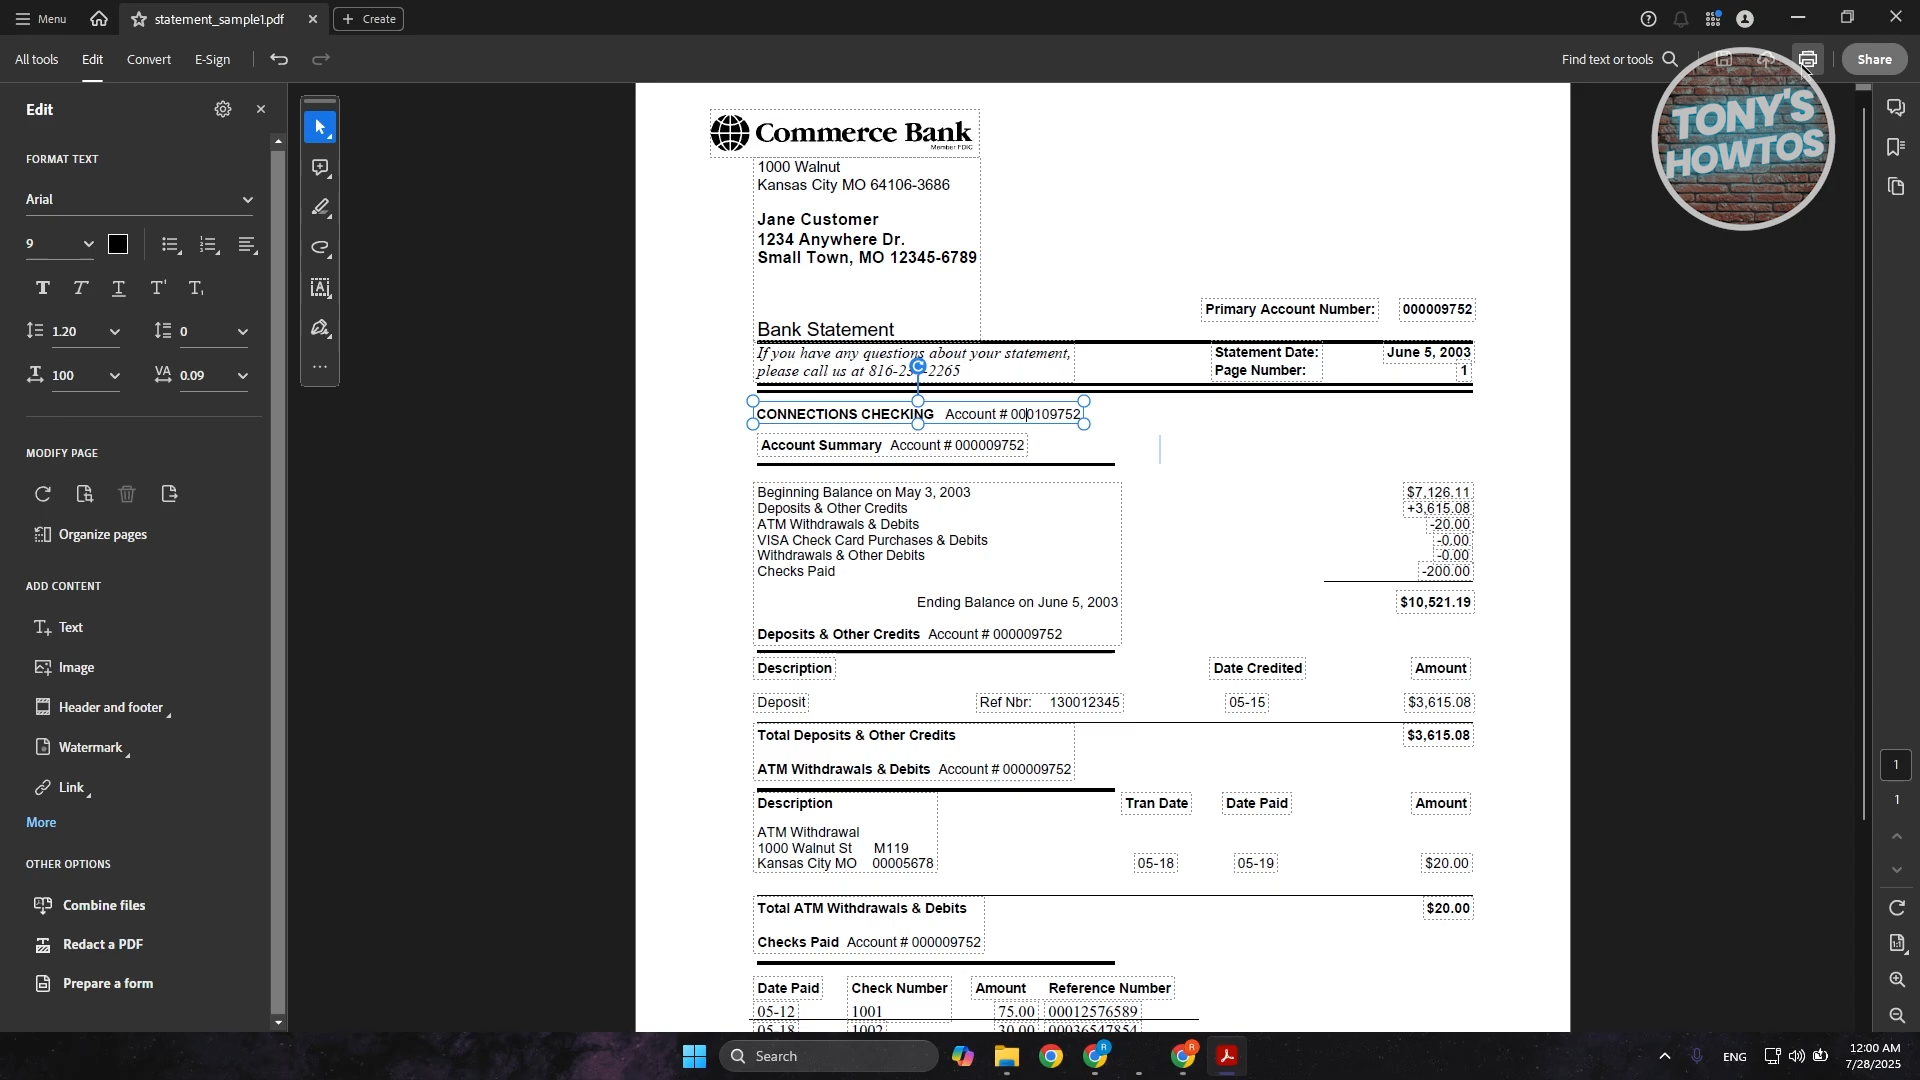 Menu
statement_sample1.pdf
Create
All tools
Edit
Convert
E-Sign
Find text or tools
Share
TONY'S
HOWTOS
Edit
FORMAT TEXT
Arial
9
1.20
0
100
VA 0.09
MODIFY PAGE
Organize pages
ADD CONTENT
Text
Image
Header and footer
Watermark
Link
More
OTHER OPTIONS
Combine files
Redact a PDF
Prepare a form
Commerce Bank
Member FDIC
1000 Walnut
Kansas City MO 64106-3686
Jane Customer
1234 Anywhere Dr.
Small Town, MO 12345-6789
Primary Account Number: 000009752
Bank Statement
If you have any questions about your statement,
please call us at 816-23 -2265
Statement Date: June 5, 2003
Page Number: 1
CONNECTIONS CHECKING Account # 000109752
Account Summary Account # 000009752
Beginning Balance on May 3, 2003 $7,126.11
Deposits & Other Credits +3,615.08
ATM Withdrawals & Debits -20.00
VISA Check Card Purchases & Debits -0.00
Withdrawals & Other Debits -0.00
Checks Paid -200.00
Ending Balance on June 5, 2003 $10,521.19
Deposits & Other Credits Account # 000009752
Description Date Credited Amount
Deposit Ref Nbr: 130012345 05-15 $3,615.08
Total Deposits & Other Credits $3,615.08
ATM Withdrawals & Debits Account # 000009752
Description Tran Date Date Paid Amount
ATM Withdrawal
1000 Walnut St M119
Kansas City MO 00005678 05-18 05-19 $20.00
Total ATM Withdrawals & Debits $20.00
Checks Paid Account # 000009752
Date Paid Check Number Amount Reference Number
05-12 1001 75.00 00012576589
05-18 1002 30.00 00036547854
1
1
Search
ENG
12:00 AM
7/28/2025